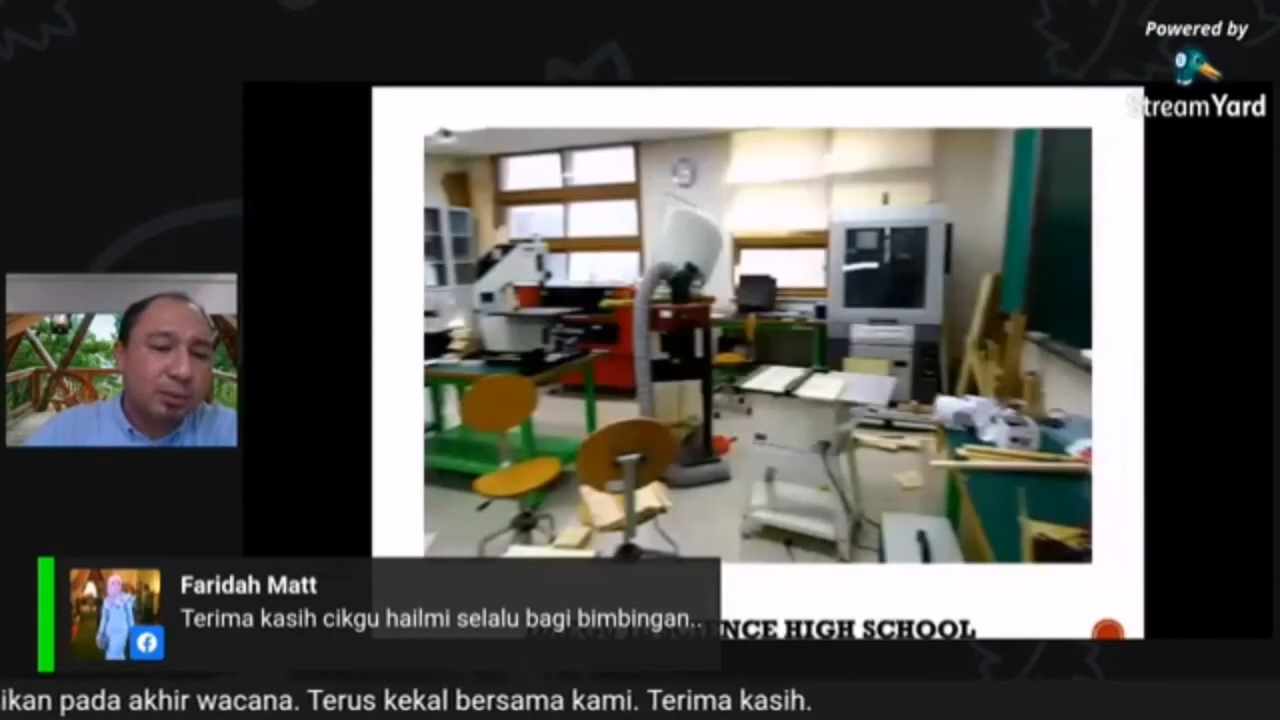 Powered by
StreamYard
Faridah Matt
Terima kasih cikgu hailmi selalu bagi bimbingan..
NCE HIGH SCHOOL
ikan pada akhir wacana. Terus kekal bersama kami. Terima kasih.